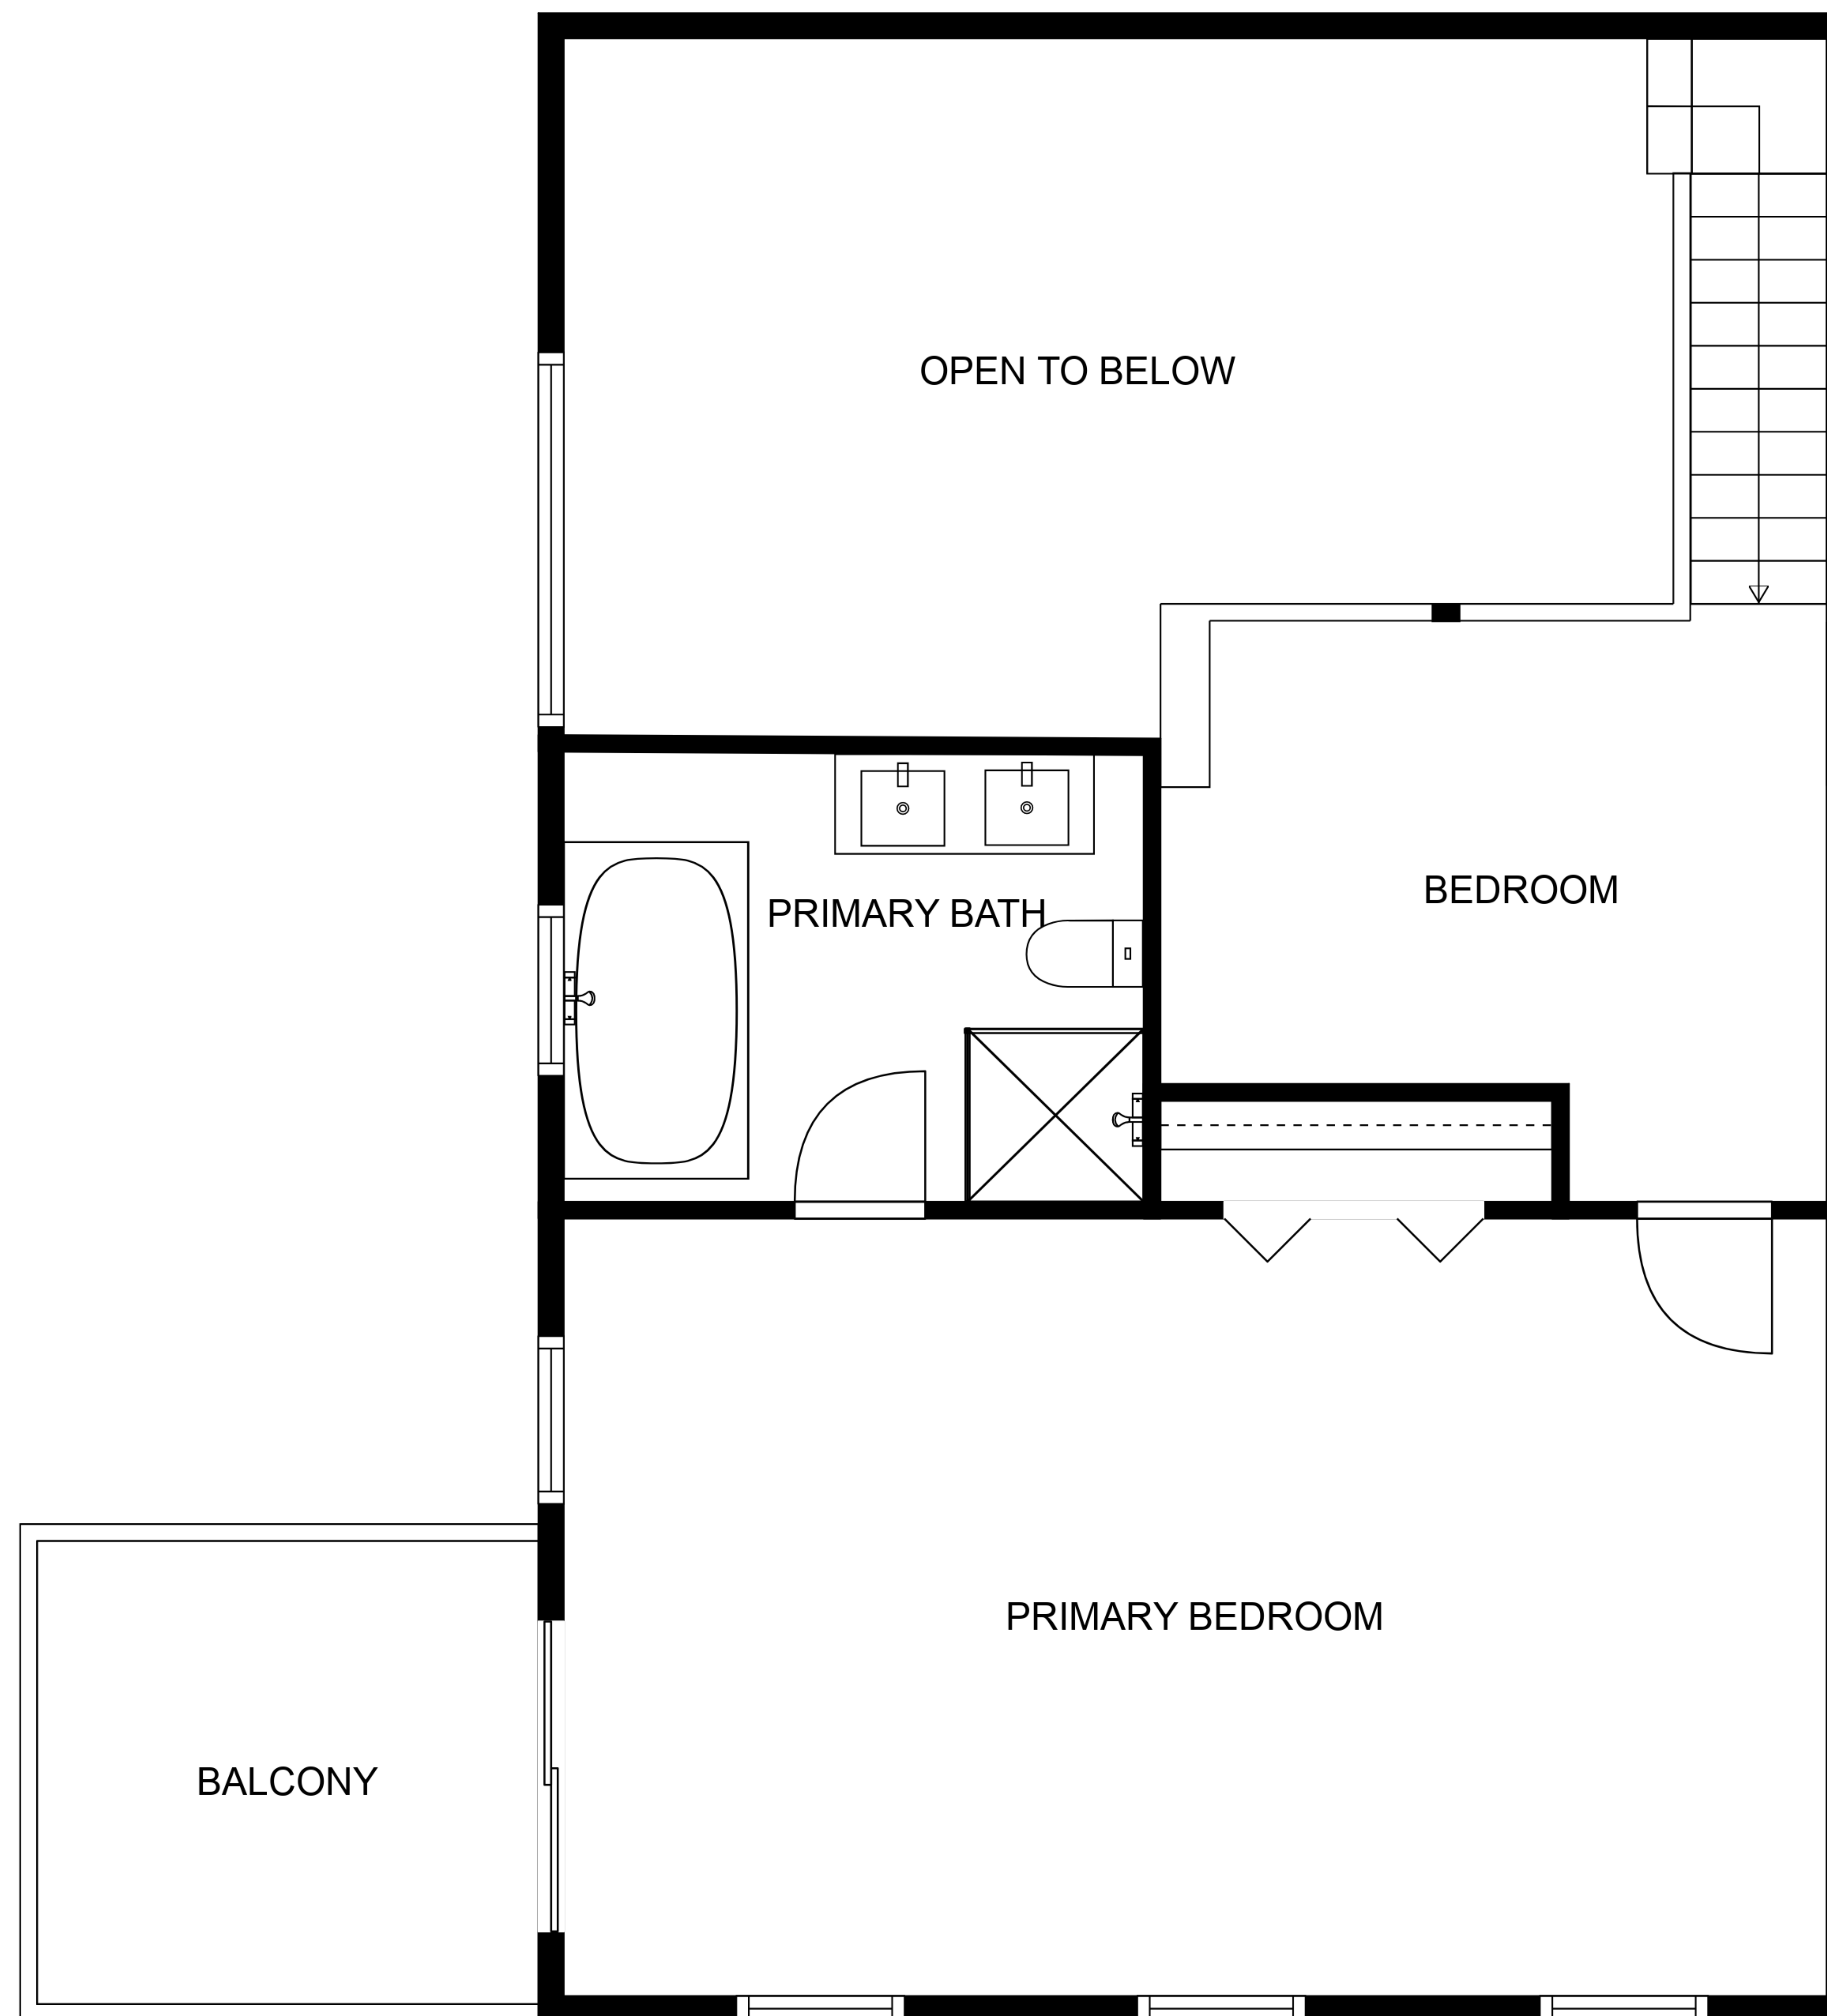 OPEN TO BELOW
BEDROOM
PRIMARY BATH
PRIMARY BEDROOM
BALCONY